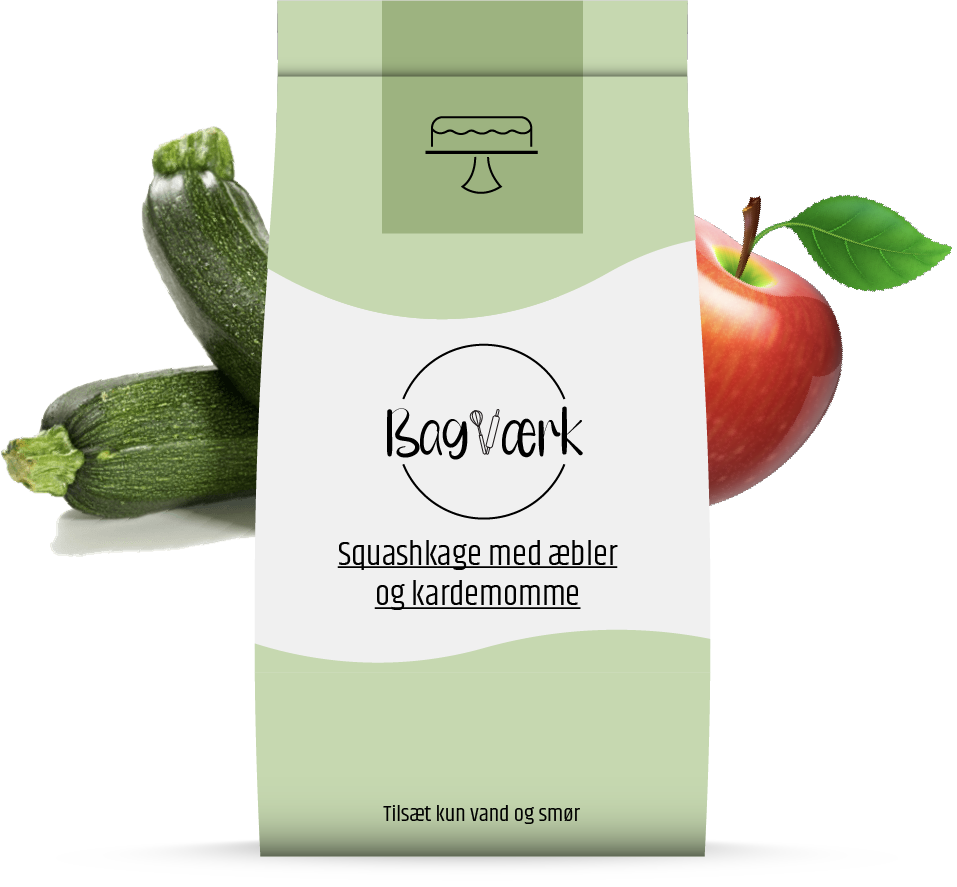 BagVærk
Squashkage med æbler
og kardemomme
Tilsæt kun vand og smør